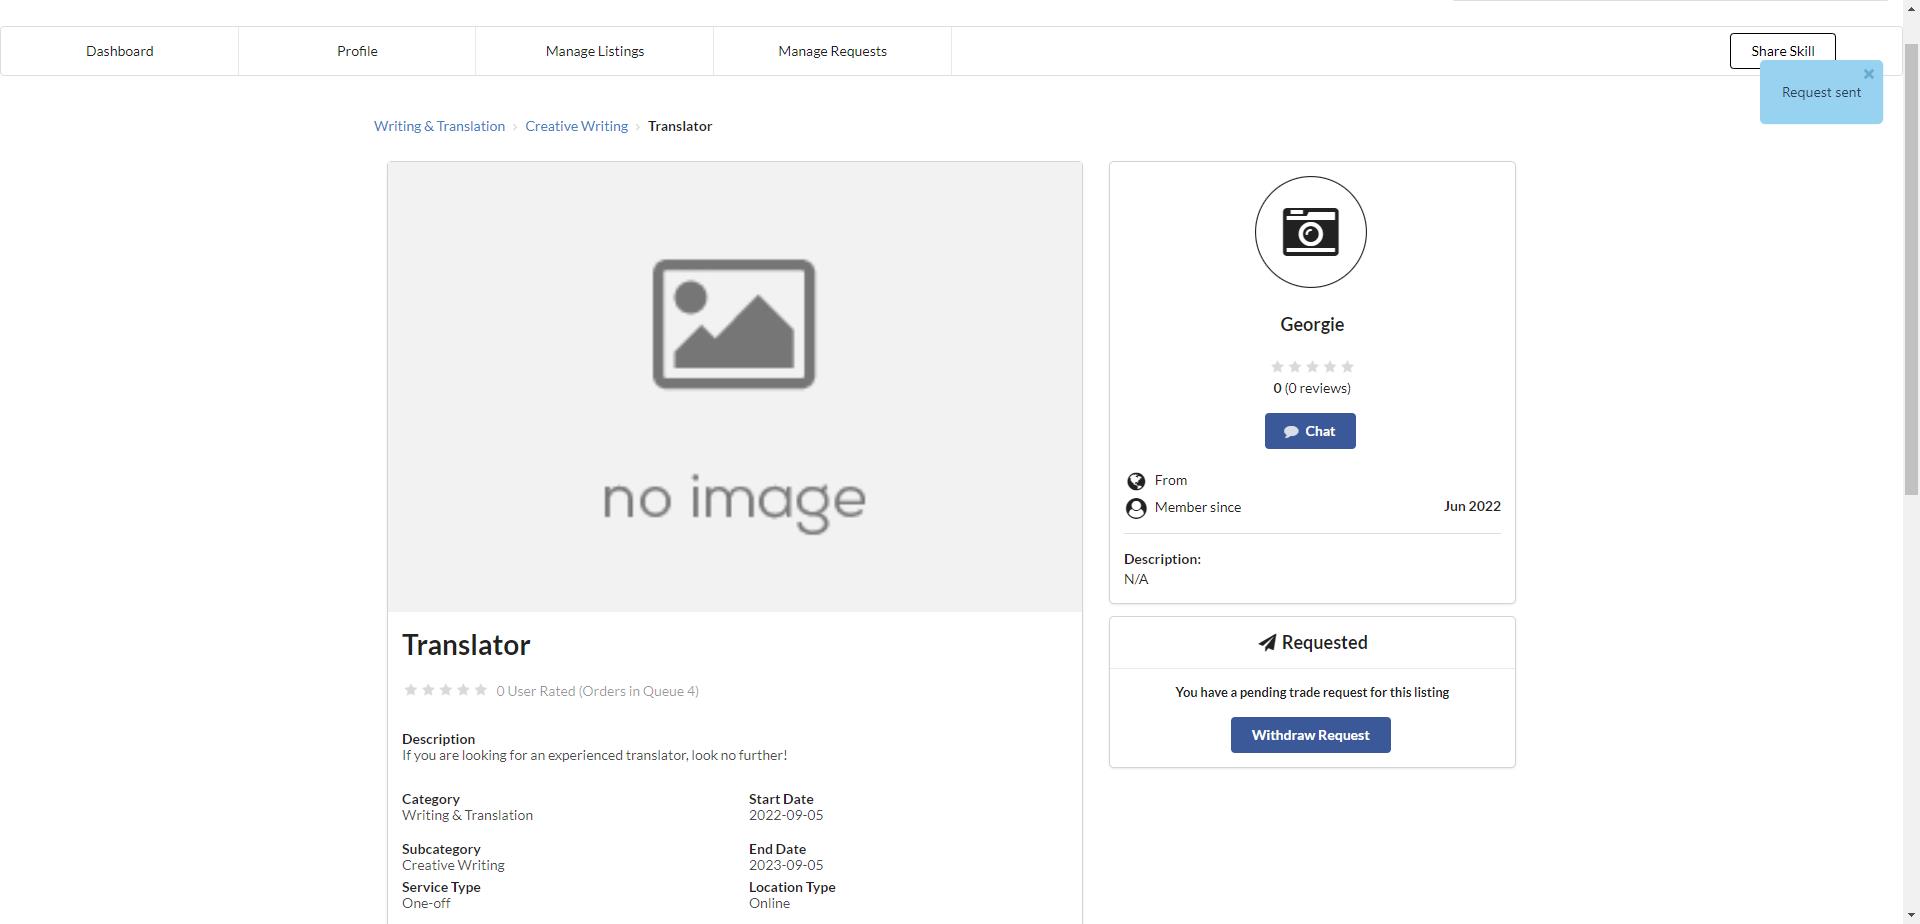 Dashboard
Profile
Manage Listings
Manage Requests
Share Skill
Request sent
Writing & Translation › Creative Writing › Translator
no image
Translator
0 User Rated (Orders in Queue 4)
Description
If you are looking for an experienced translator, look no further!
Category
Writing & Translation
Start Date
2022-09-05
Subcategory
Creative Writing
End Date
2023-09-05
Service Type
One-off
Location Type
Online
Georgie
0 (0 reviews)
Chat
From
Member since Jun 2022
Description:
N/A
Requested
You have a pending trade request for this listing
Withdraw Request